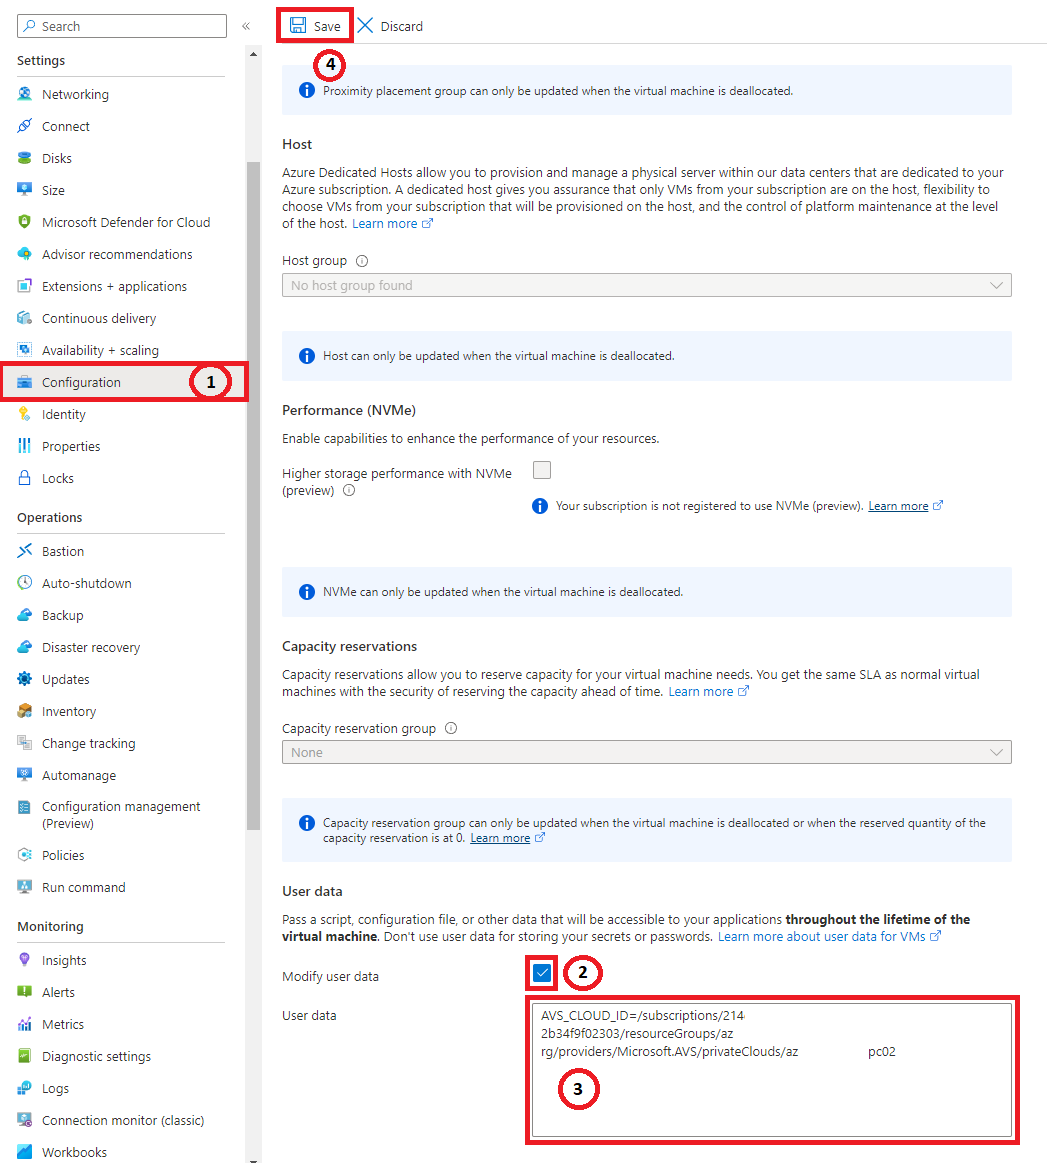 Search
«
Settings
Networking
Connect
Disks
Size
Microsoft Defender for Cloud
Advisor recommendations
Extensions + applications
Continuous delivery
Availability + scaling
Configuration
1
Identity
Properties
Locks
Operations
Bastion
Auto-shutdown
Backup
Disaster recovery
Updates
Inventory
Change tracking
Automanage
Configuration management
(Preview)
Policies
Run command
Monitoring
Insights
Alerts
Metrics
Diagnostic settings
Logs
Connection monitor (classic)
Workbooks
Save
Discard
4
Proximity placement group can only be updated when the virtual machine is deallocated.
Host
Azure Dedicated Hosts allow you to provision and manage a physical server within our data centers that are dedicated to your
Azure subscription. A dedicated host gives you assurance that only VMs from your subscription are on the host, flexibility to
choose VMs from your subscription that will be provisioned on the host, and the control of platform maintenance at the level
of the host. Learn more
Host group
No host group found
Host can only be updated when the virtual machine is deallocated.
Performance (NVMe)
Enable capabilities to enhance the performance of your resources.
Higher storage performance with NVMe
(preview)
Your subscription is not registered to use NVMe (preview). Learn more
NVMe can only be updated when the virtual machine is deallocated.
Capacity reservations
Capacity reservations allow you to reserve capacity for your virtual machine needs. You get the same SLA as normal virtual
machines with the security of reserving the capacity ahead of time. Learn more
Capacity reservation group
None
Capacity reservation group can only be updated when the virtual machine is deallocated or when the reserved quantity of the
capacity reservation is at 0. Learn more
User data
Pass a script, configuration file, or other data that will be accessible to your applications throughout the lifetime of the
virtual machine. Don't use user data for storing your secrets or passwords. Learn more about user data for VMs
Modify user data
2
User data
AVS_CLOUD_ID=/subscriptions/214
2b34f9f02303/resourceGroups/az
rg/providers/Microsoft.AVS/privateClouds/az pc02
3